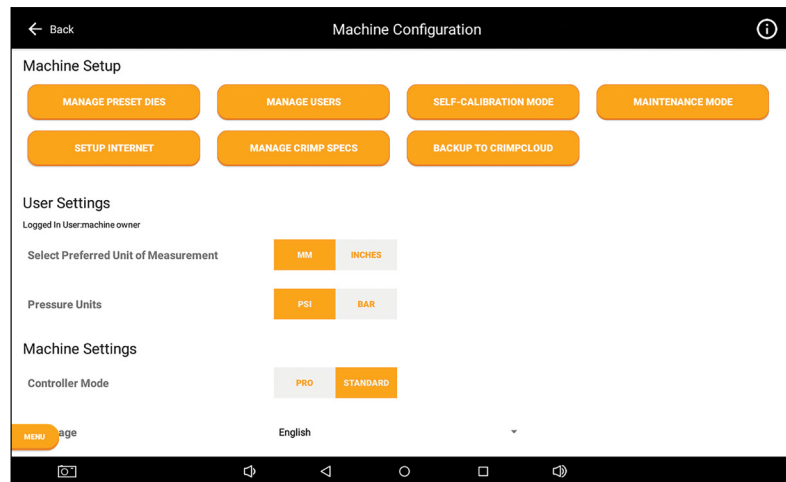 Back Machine Configuration
Machine Setup
MANAGE PRESET DIES MANAGE USERS SELF-CALIBRATION MODE MAINTENANCE MODE
SETUP INTERNET MANAGE CRIMP SPECS BACKUP TO CRIMPCLOUD
User Settings
Logged In User:machine owner
Select Preferred Unit of Measurement MM INCHES
Pressure Units PSI BAR
Machine Settings
Controller Mode PRO STANDARD
MENU age English